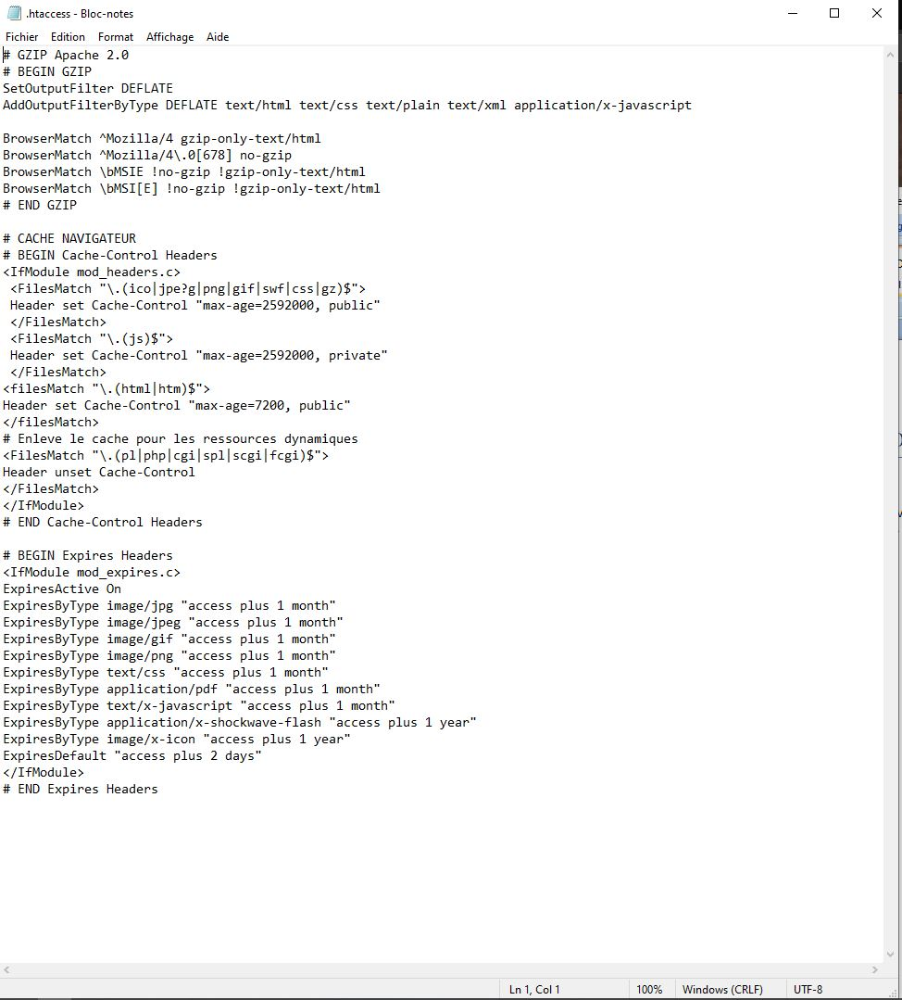 .htaccess - Bloc-notes
Fichier Edition Format Affichage Aide
# GZIP Apache 2.0
# BEGIN GZIP
SetOutputFilter DEFLATE
AddOutputFilterByType DEFLATE text/html text/css text/plain text/xml application/x-javascript
BrowserMatch ^Mozilla/4 gzip-only-text/html
BrowserMatch ^Mozilla/4\.0[678] no-gzip
BrowserMatch \bMSIE !no-gzip !gzip-only-text/html
BrowserMatch \bMSI[E] !no-gzip !gzip-only-text/html
# END GZIP
# CACHE NAVIGATEUR
# BEGIN Cache-Control Headers
<IfModule mod_headers.c>
<FilesMatch "\.(ico|jpe?g|png|gif|swf|css|gz)$">
Header set Cache-Control "max-age=2592000, public"
</FilesMatch>
<FilesMatch "\.(js)$">
Header set Cache-Control "max-age=2592000, private"
</FilesMatch>
<filesMatch "\.(html|htm)$">
Header set Cache-Control "max-age=7200, public"
</filesMatch>
# Enleve le cache pour les ressources dynamiques
<FilesMatch "\.(pl|php|cgi|spl|scgi|fcgi)$">
Header unset Cache-Control
</FilesMatch>
</IfModule>
# END Cache-Control Headers
# BEGIN Expires Headers
<IfModule mod_expires.c>
ExpiresActive On
ExpiresByType image/jpg "access plus 1 month"
ExpiresByType image/jpeg "access plus 1 month"
ExpiresByType image/gif "access plus 1 month"
ExpiresByType image/png "access plus 1 month"
ExpiresByType text/css "access plus 1 month"
ExpiresByType application/pdf "access plus 1 month"
ExpiresByType text/x-javascript "access plus 1 month"
ExpiresByType application/x-shockwave-flash "access plus 1 year"
ExpiresByType image/x-icon "access plus 1 year"
ExpiresDefault "access plus 2 days"
</IfModule>
# END Expires Headers
Ln 1, Col 1 100% Windows (CRLF) UTF-8